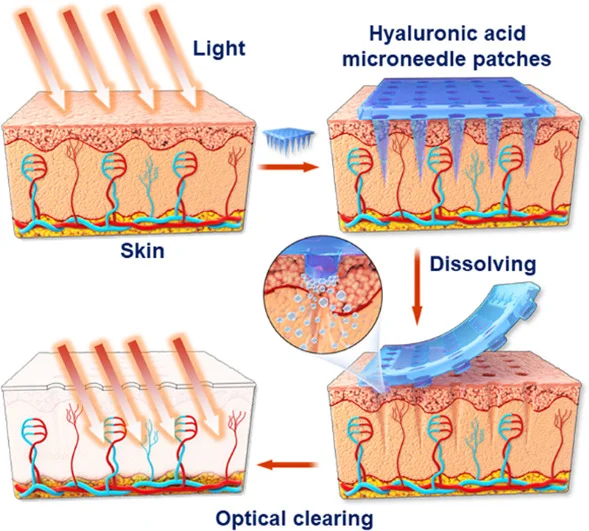 Light
Hyaluronic acid
microneedle patches
Skin
Dissolving
Optical clearing